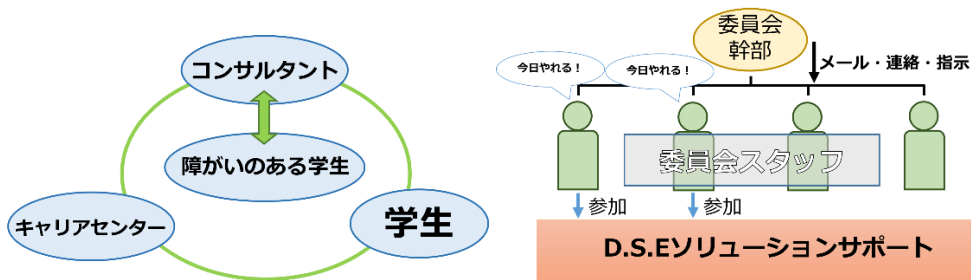 コンサルタント
障がいのある学生
キャリアセンター
学生
委員会
幹部
メール・連絡・指示
今日やれる！
今日やれる！
委員会スタッフ
参加
参加
D.S.Eソリューションサポート